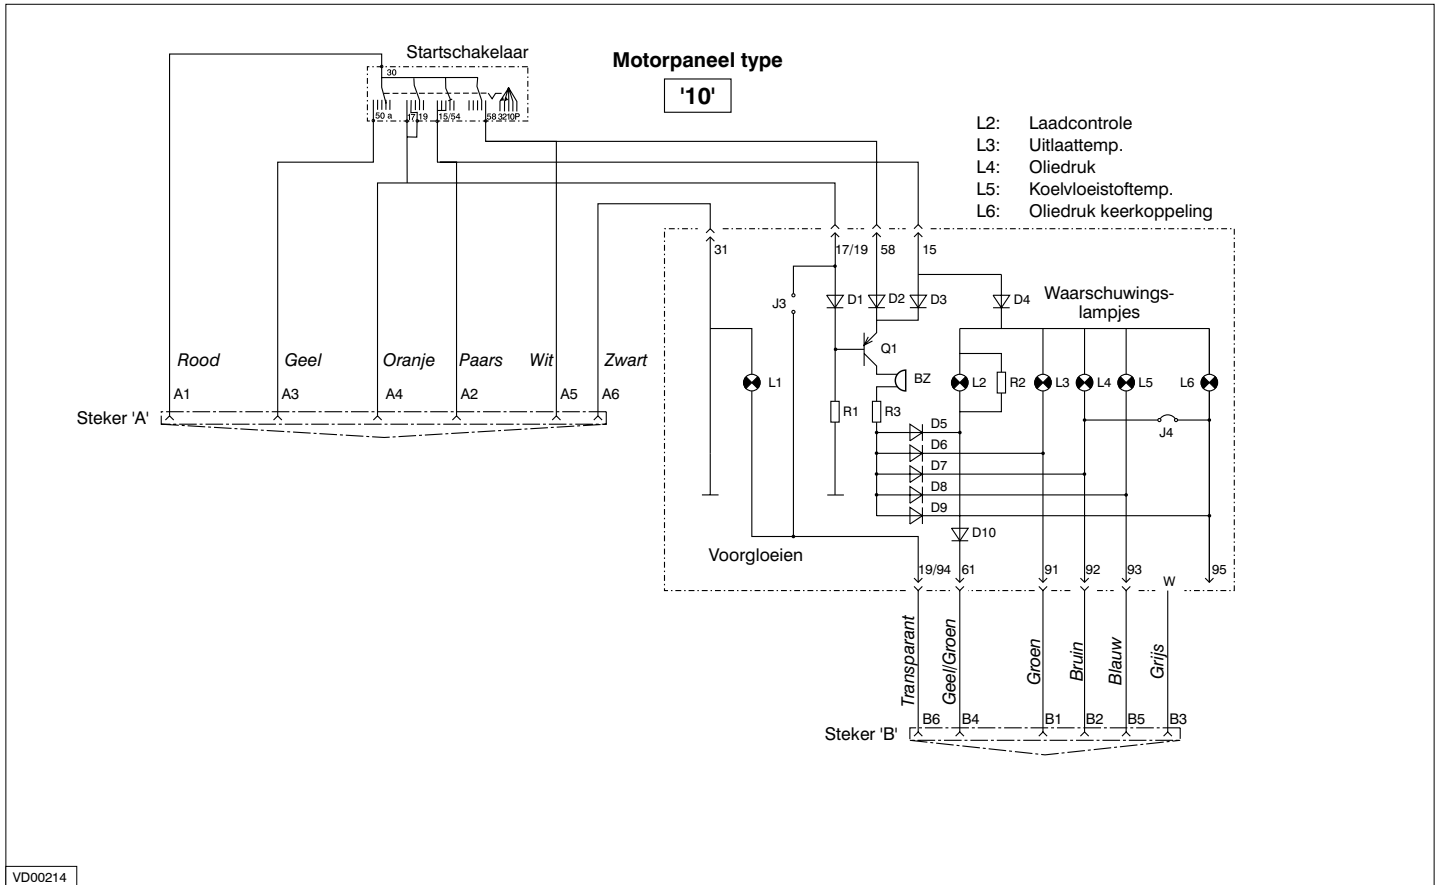 Startschakelaar
Motorpaneel type
'10'
30
50 a
17
19
15/54
58
3210P
L2: Laadcontrole
L3: Uitlaattemp.
L4: Oliedruk
L5: Koelvloeistoftemp.
L6: Oliedruk keerkoppeling
31
17/19
58
15
J3
D1
D2
D3
D4
Waarschuwings-
lampjes
Q1
BZ
L1
L2
R2
L3
L4
L5
L6
R1
R3
J4
D5
D6
D7
D8
D9
D10
Rood
Geel
Oranje
Paars
Wit
Zwart
A1
A3
A4
A2
A5
A6
Steker 'A'
Voorgloeien
19/94
61
91
92
93
W
95
Transparant
Geel/Groen
Groen
Bruin
Blauw
Grijs
B6
B4
B1
B2
B5
B3
Steker 'B'
VD00214